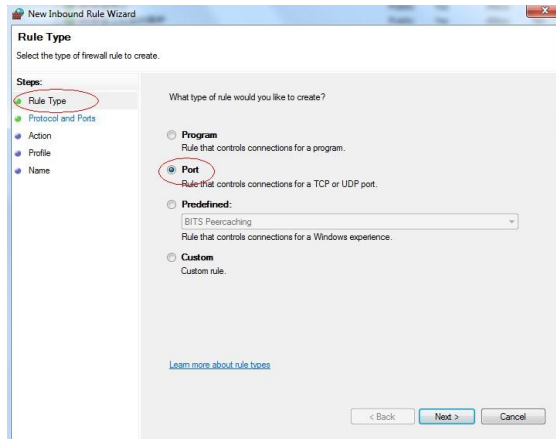 New Inbound Rule Wizard
Rule Type
Select the type of firewall rule to create.
Steps:
Rule Type
Protocol and Ports
Action
Profile
Name
What type of rule would you like to create?
Program
Rule that controls connections for a program.
Port
Rule that controls connections for a TCP or UDP port.
Predefined:
BITS Peercaching
Rule that controls connections for a Windows experience.
Custom
Custom rule.
Learn more about rule types
< Back
Next >
Cancel